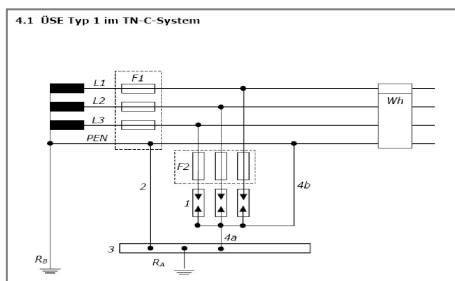 4.1 ÜSE Typ 1 im TN-C-System
F1
L1
L2
L3
PEN
Wh
F2
2
1
4b
4a
3
RB
RA